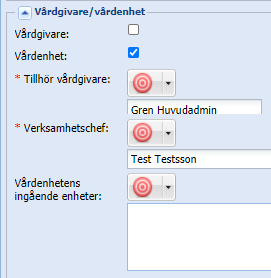 Vårdgivare/vårdenhet
Vårdgivare:
Vårdenhet:
* Tillhör vårdgivare:
Gren Huvudadmin
* Verksamhetschef:
Test Testsson
Vårdenhetens
ingående enheter: